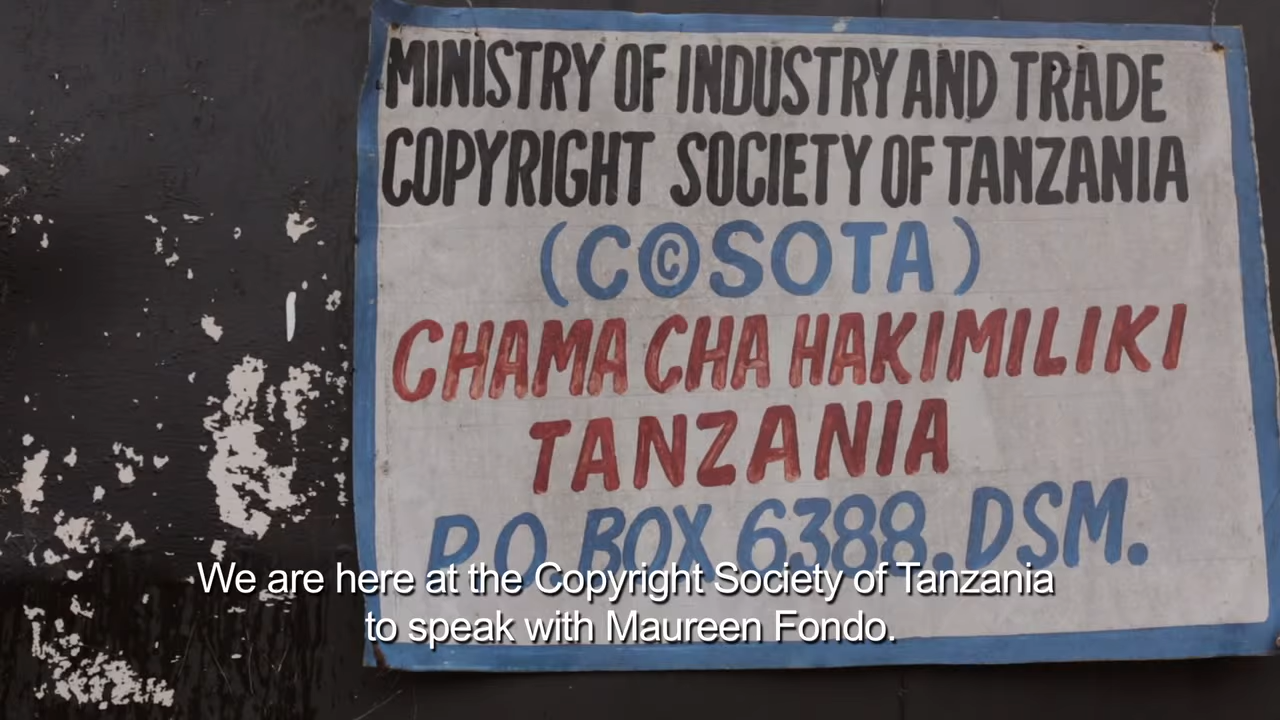 MINISTRY OF INDUSTRY AND TRADE
COPYRIGHT SOCIETY OF TANZANIA
(C©SOTA)
CHAMA CHA HAKIMILIKI
TANZANIA
P.O. BOX 6388. DSM.
We are here at the Copyright Society of Tanzania
to speak with Maureen Fondo.